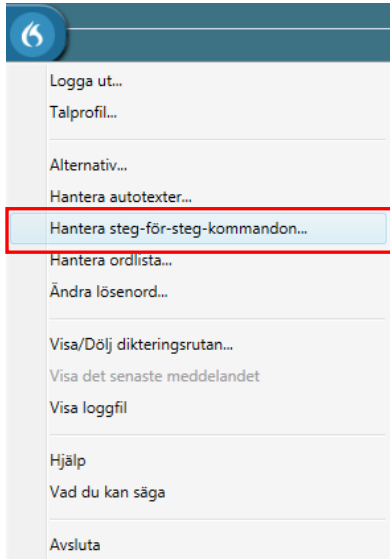 Logga ut...
Talprofil...
Alternativ...
Hantera autotexter...
Hantera steg-för-steg-kommandon...
Hantera ordlista...
Ändra lösenord...
Visa/Dölj dikteringsrutan...
Visa det senaste meddelandet
Visa loggfil
Hjälp
Vad du kan säga
Avsluta